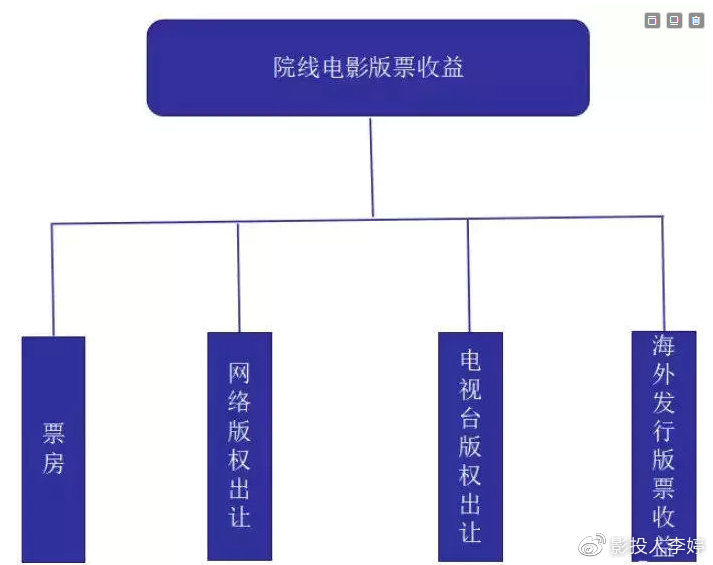 院线电影版票收益
票房
网络版权出让
电视台版权出让
海外发行版票收益
影投人李婷